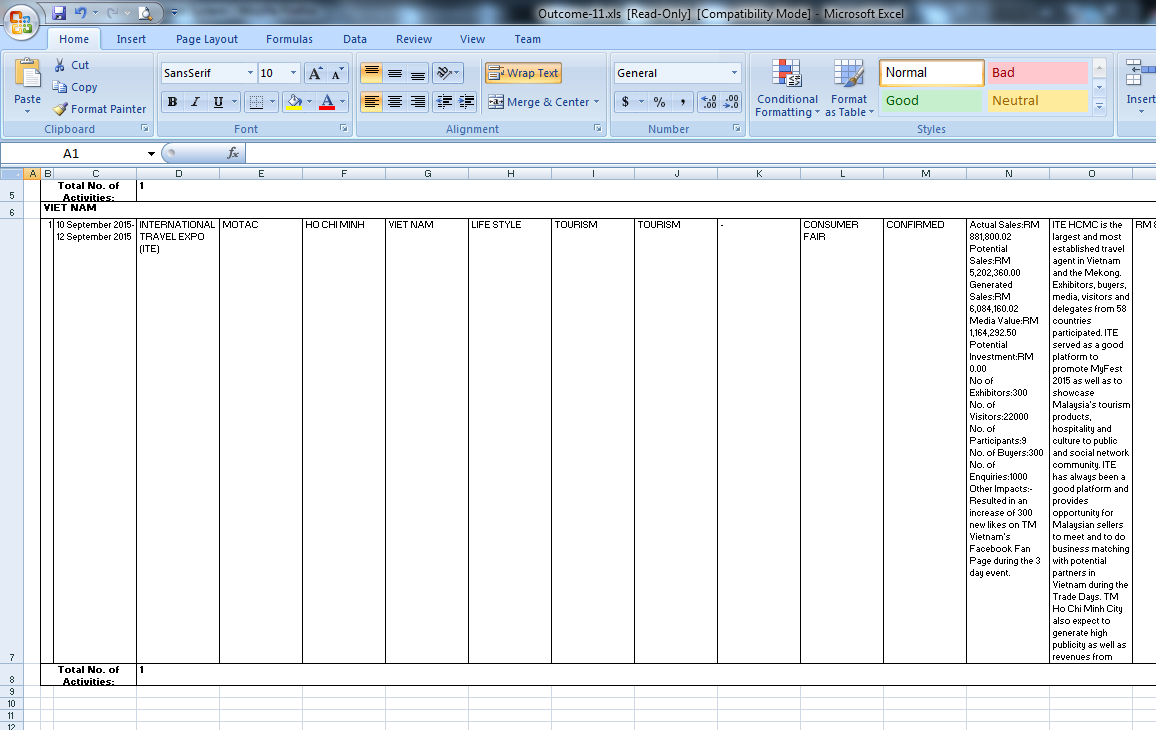 Outcome-11.xls [Read-Only] [Compatibility Mode] - Microsoft Excel
Home Insert Page Layout Formulas Data Review View Team
Paste
Cut
Copy
Format Painter
Clipboard
SansSerif 10
Font
Wrap Text
Merge & Center
Alignment
General
$ % ,
Number
Conditional Formatting
Format as Table
Normal Bad
Good Neutral
Styles
Insert
A1
A B C D E F G H I J K L M N O
5
Total No. of
Activities:
1
6
VIET NAM
7
1
10 September 2015-
12 September 2015
INTERNATIONAL
TRAVEL EXPO
(ITE)
MOTAC
HO CHI MINH
VIET NAM
LIFE STYLE
TOURISM
TOURISM
-
CONSUMER
FAIR
CONFIRMED
Actual Sales:RM
881,800.02
Potential
Sales:RM
5,202,360.00
Generated
Sales:RM
6,084,160.02
Media Value:RM
1,164,292.50
Potential
Investment:RM
0.00
No of
Exhibitors:300
No. of
Visitors:22000
No. of
Participants:9
No. of Buyers:300
No. of
Enquiries:1000
Other Impacts:-
Resulted in an
increase of 300
new likes on TM
Vietnam's
Facebook Fan
Page during the 3
day event.
ITE HCMC is the
largest and most
established travel
agent in Vietnam
and the Mekong.
Exhibitors, buyers,
media, visitors and
delegates from 58
countries
participated. ITE
served as a good
platform to
promote MyFest
2015 as well as to
showcase
Malaysia's tourism
products,
hospitality and
culture to public
and social network
community. ITE
has always been a
good platform and
provides
opportunity for
Malaysian sellers
to meet and to do
business matching
with potential
partners in
Vietnam during the
Trade Days. TM
Ho Chi Minh City
also expect to
generate high
publicity as well as
revenues from
RM
8
Total No. of
Activities:
1
9
10
11
12